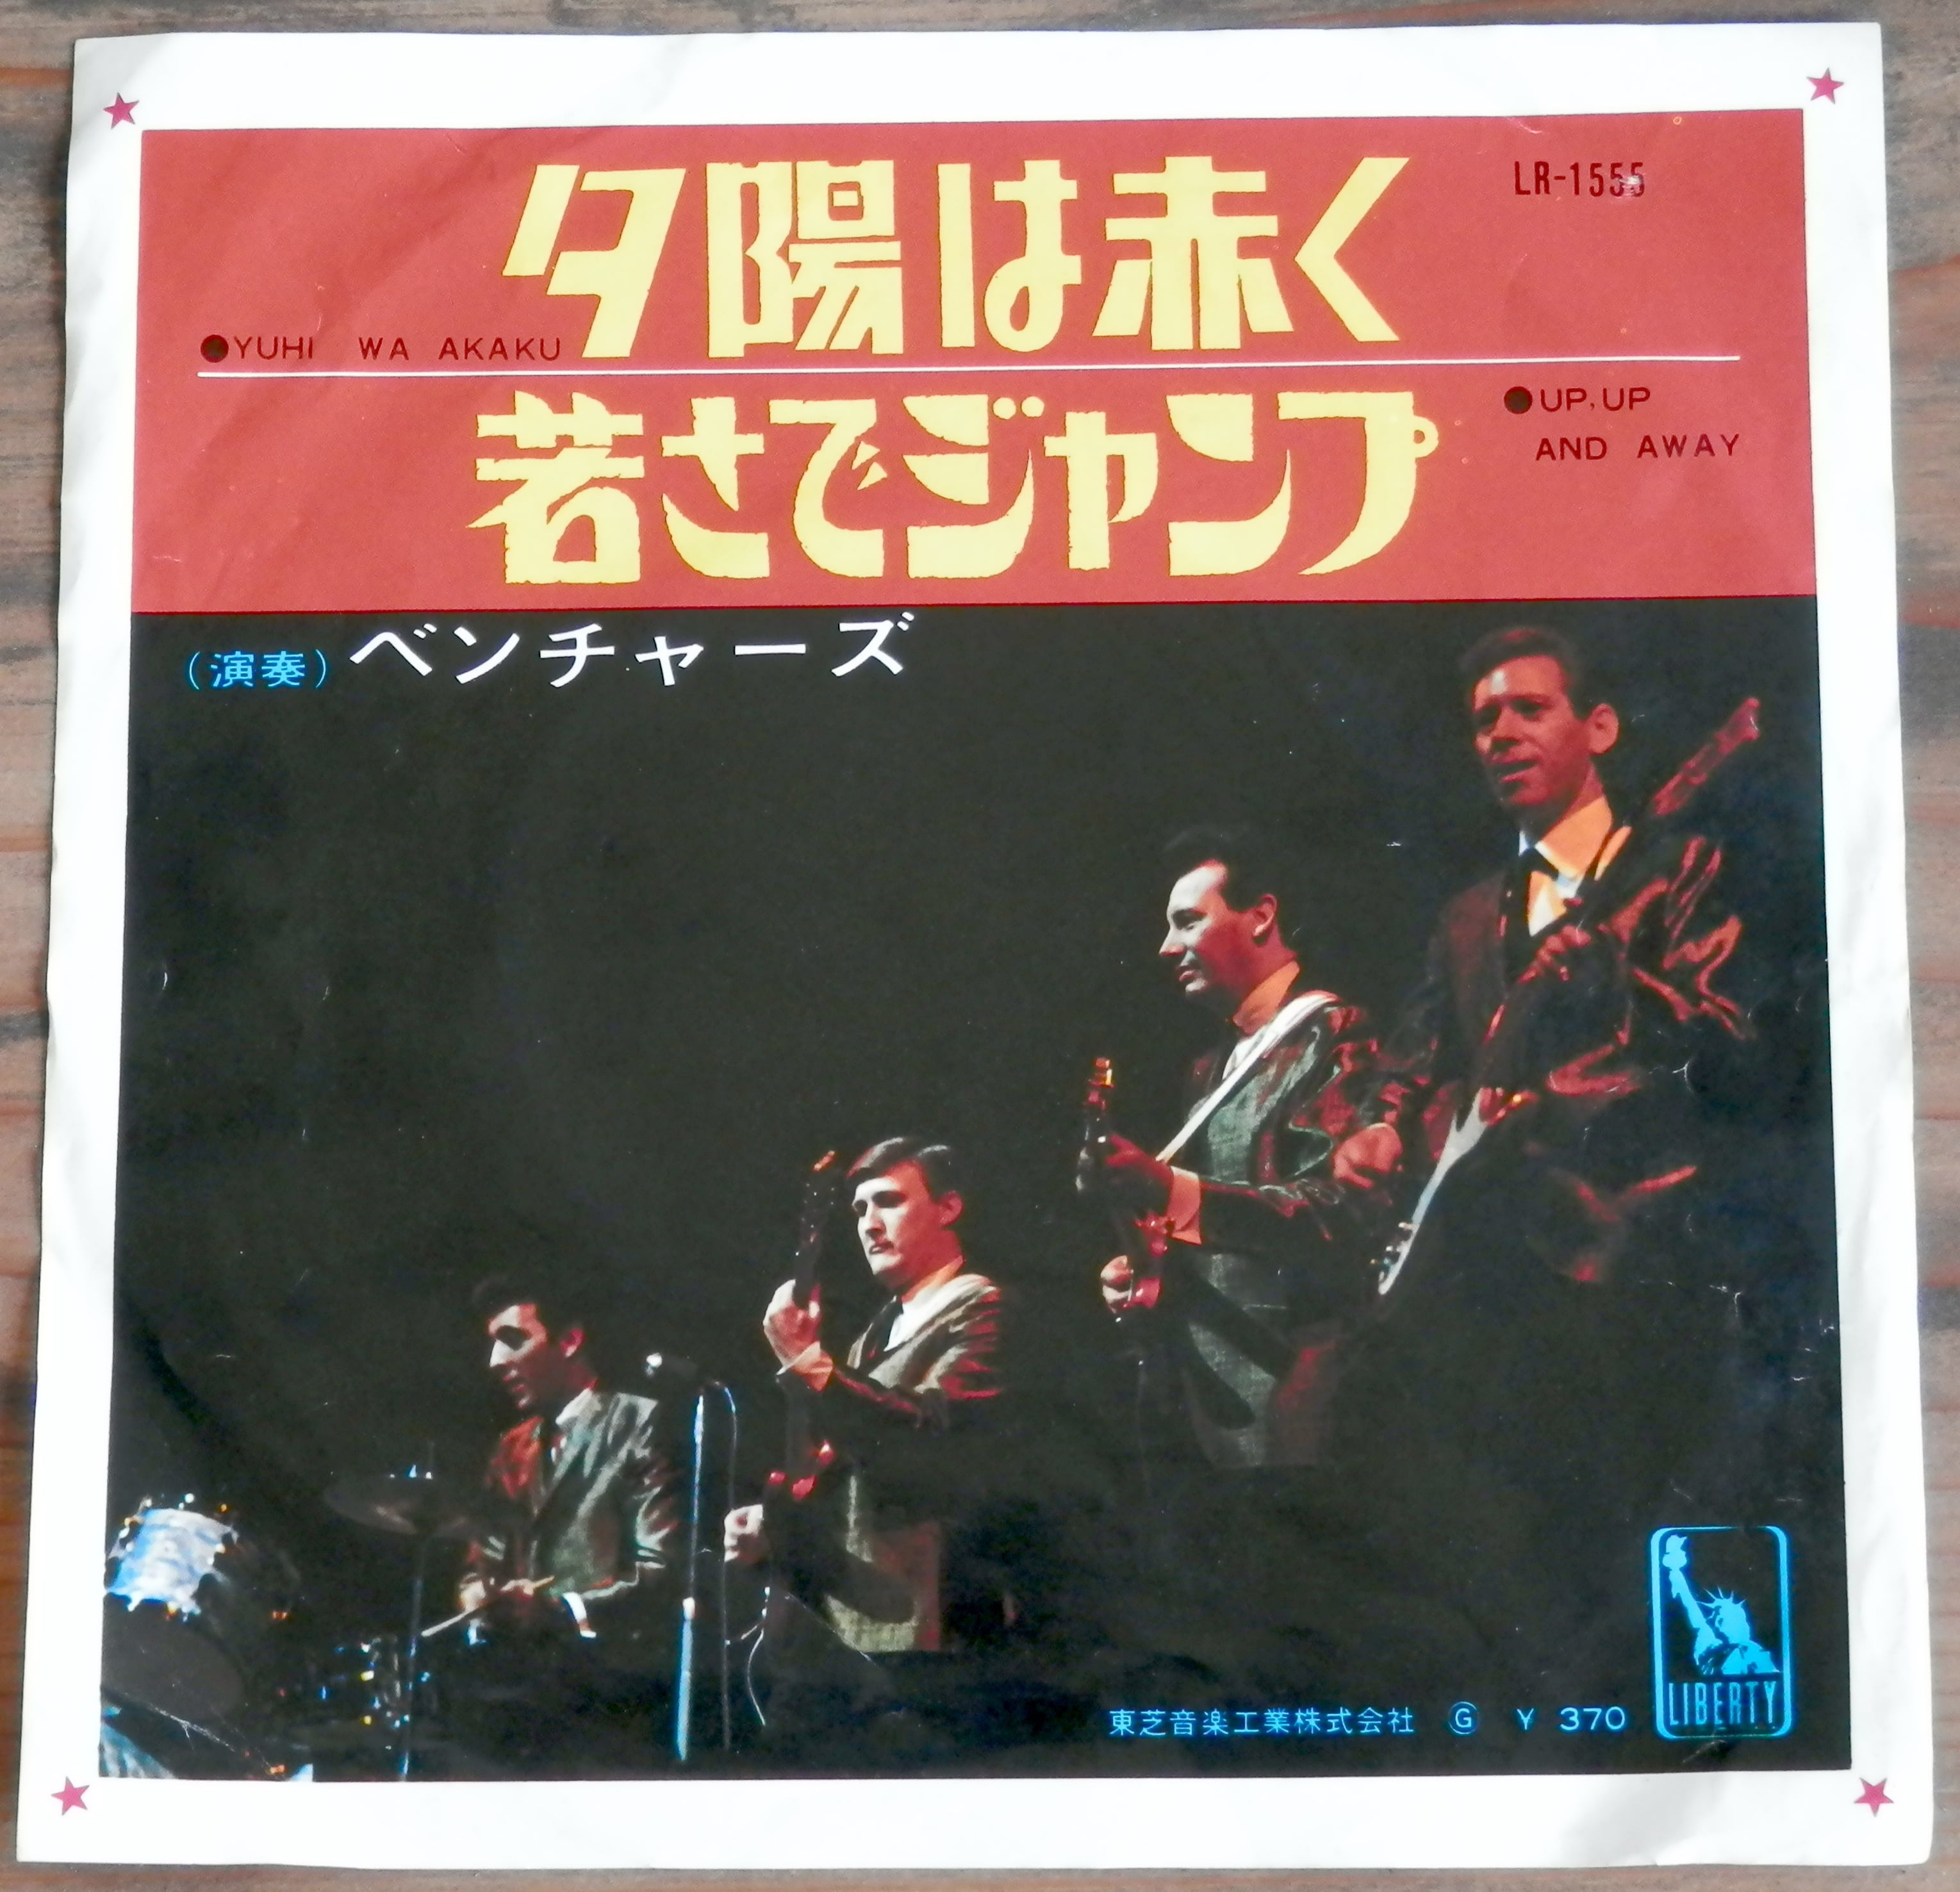 夕陽は赤く
LR-1555
●YUHI WA AKAKU
若さでジャンプ
●UP, UP
AND AWAY
(演奏) ベンチャーズ
東芝音楽工業株式会社 Ⓖ ¥ 370
LIBERTY